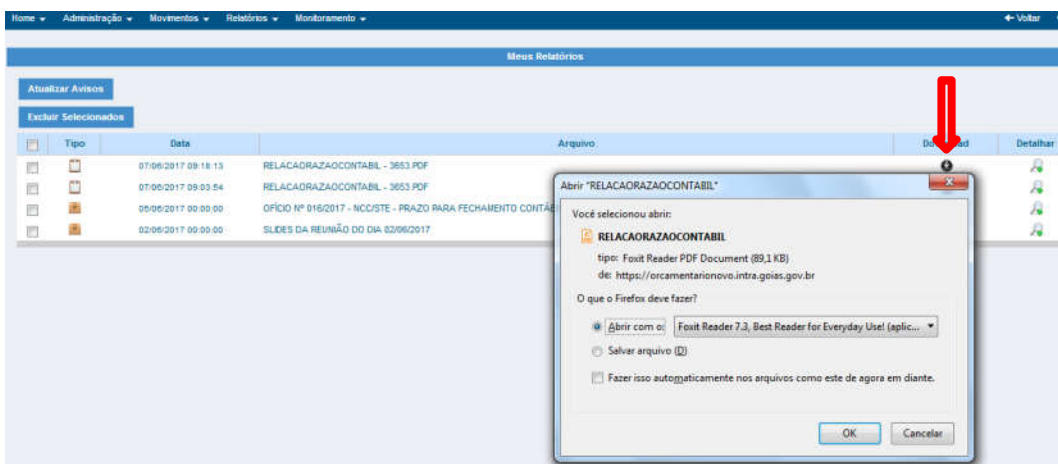 Home Administração Movimentos Relatórios Monitoramento Voltar
Meus Relatórios
Atualizar Avisos
Excluir Selecionados
Tipo Data Arquivo Detalhar
07/06/2017 09:18:13 RELACAORAZAOCONTABIL - 3653.PDF
07/06/2017 09:03:54 RELACAORAZAOCONTABIL - 3653.PDF
05/06/2017 00:00:00 OFÍCIO Nº 016/2017 - NCC/STE - PRAZO PARA FECHAMENTO CONTÁB
02/06/2017 00:00:00 SLIDES DA REUNIÃO DO DIA 02/06/2017
Abrir "RELACAORAZAOCONTABIL"
Você selecionou abrir:
RELACAORAZAOCONTABIL
tipo: Foxit Reader PDF Document (89,1 KB)
de: https://orcamentarionovo.intra.goias.gov.br
O que o Firefox deve fazer?
Abrir com o: Foxit Reader 7.3, Best Reader for Everyday Use! (aplic...
Salvar arquivo (D)
Fazer isso automaticamente nos arquivos como este de agora em diante.
OK Cancelar